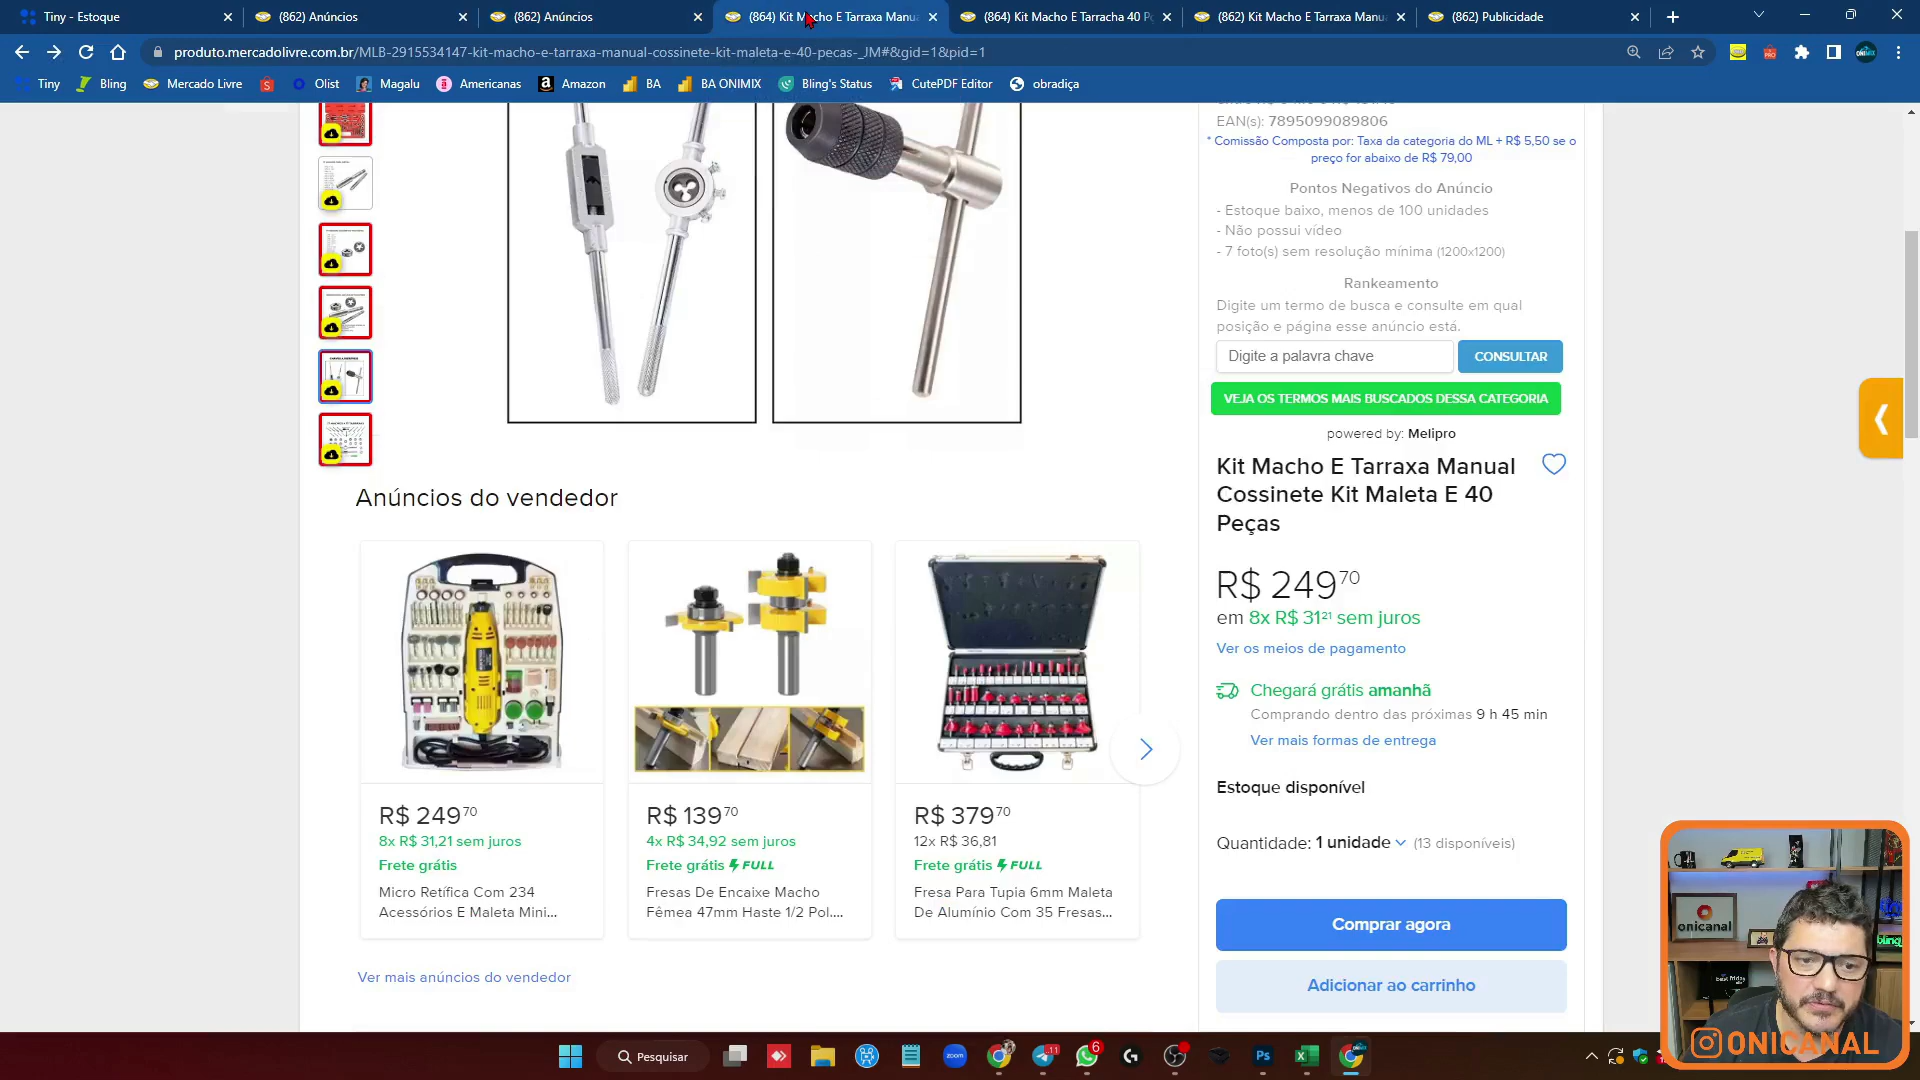 Tiny - Estoque
(862) Anúncios
(862) Anúncios
(864) Kit Macho E Tarraxa Manu
(864) Kit Macho E Tarracha 40 P
(862) Kit Macho E Tarraxa Manu
(862) Publicidade
produto.mercadolivre.com.br/MLB-2915534147-kit-macho-e-tarraxa-manual-cossinete-kit-maleta-e-40-pecas-_JM#&gid=1&pid=1
Tiny
Bling
Mercado Livre
Olist
Magalu
Americanas
Amazon
BA
BA ONIMIX
Bling's Status
CutePDF Editor
obradiça
EAN(s): 7895099089806
* Comissão Composta por: Taxa da categoria do ML + R$ 5,50 se o
preço for abaixo de R$ 79,00
Pontos Negativos do Anúncio
- Estoque baixo, menos de 100 unidades
- Não possui vídeo
- 7 foto(s) sem resolução mínima (1200x1200)
Rankeamento
Digite um termo de busca e consulte em qual
posição e página esse anúncio está.
Digite a palavra chave
CONSULTAR
VEJA OS TERMOS MAIS BUSCADOS DESSA CATEGORIA
powered by: Melipro
Kit Macho E Tarraxa Manual
Cossinete Kit Maleta E 40
Peças
R$ 249 70
em 8x R$ 31 21 sem juros
Ver os meios de pagamento
Chegará grátis amanhã
Comprando dentro das próximas 9 h 45 min
Ver mais formas de entrega
Estoque disponível
Quantidade: 1 unidade (13 disponíveis)
Comprar agora
Adicionar ao carrinho
Anúncios do vendedor
R$ 249 70
8x R$ 31,21 sem juros
Frete grátis
Micro Retífica Com 234
Acessórios E Maleta Mini...
R$ 139 70
4x R$ 34,92 sem juros
Frete grátis FULL
Fresas De Encaixe Macho
Fêmea 47mm Haste 1/2 Pol....
R$ 379 70
12x R$ 36,81
Frete grátis FULL
Fresa Para Tupia 6mm Maleta
De Alumínio Com 35 Fresas...
Ver mais anúncios do vendedor
onicanal
bling
ONICANAL
Pesquisar
zoom
11
6
Ps